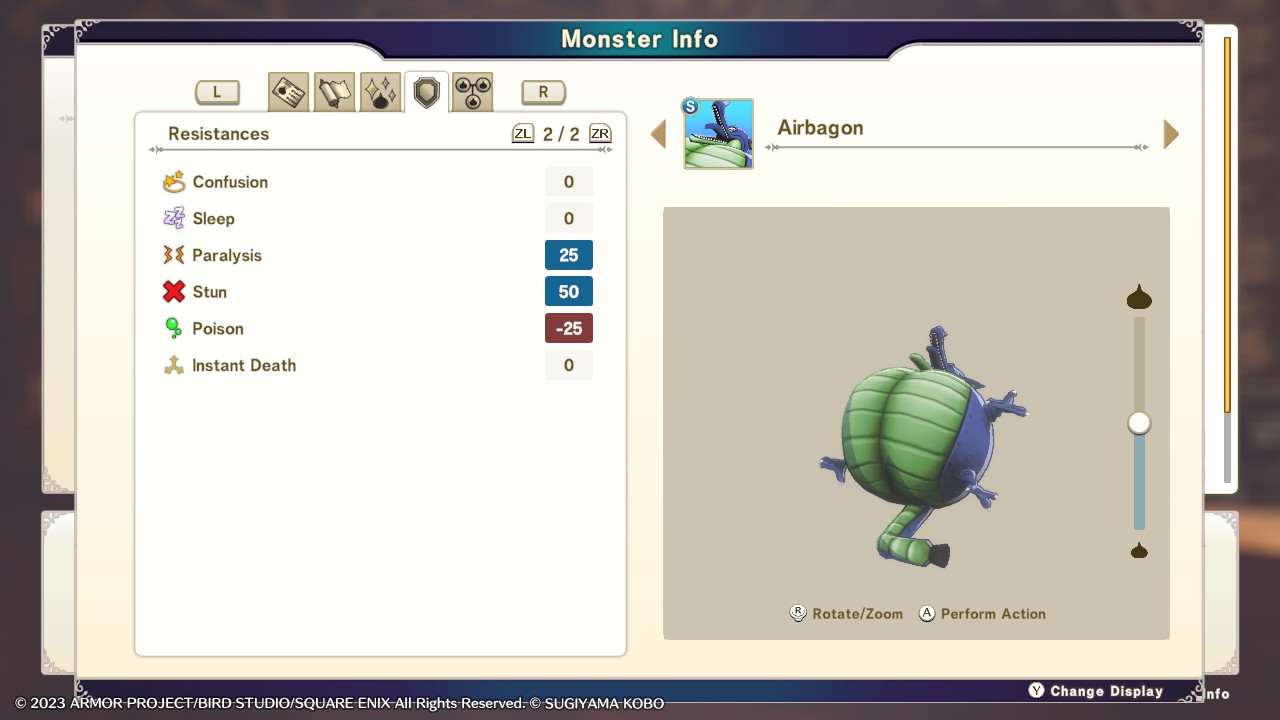 Monster Info
L
R
Resistances
ZL 2 / 2 ZR
Confusion 0
Sleep 0
Paralysis 25
Stun 50
Poison -25
Instant Death 0
S
Airbagon
R Rotate/Zoom A Perform Action
Y Change Display
nfo
© 2023 ARMOR PROJECT/BIRD STUDIO/SQUARE ENIX All Rights Reserved. © SUGIYAMA KOBO